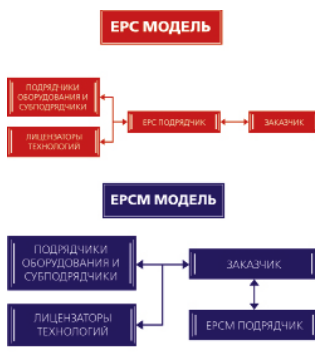 EPC МОДЕЛЬ
ПОДРЯДЧИКИ
ОБОРУДОВАНИЯ И
СУБПОДРЯДЧИКИ
ЛИЦЕНЗАТОРЫ
ТЕХНОЛОГИЙ
EPC ПОДРЯДЧИК
ЗАКАЗЧИК
EPCM МОДЕЛЬ
ПОДРЯДЧИКИ
ОБОРУДОВАНИЯ И
СУБПОДРЯДЧИКИ
ЗАКАЗЧИК
ЛИЦЕНЗАТОРЫ
ТЕХНОЛОГИЙ
EPCM ПОДРЯДЧИК